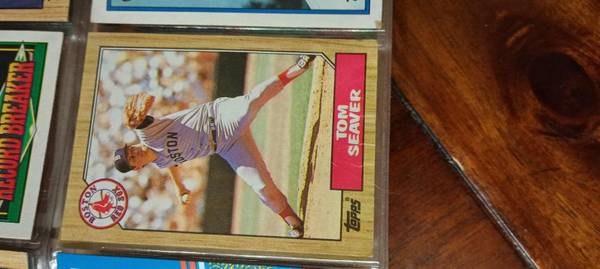 RECORD BREAKER
TOM
SEAVER
BOSTON
BOSTON
RED SOX
topps